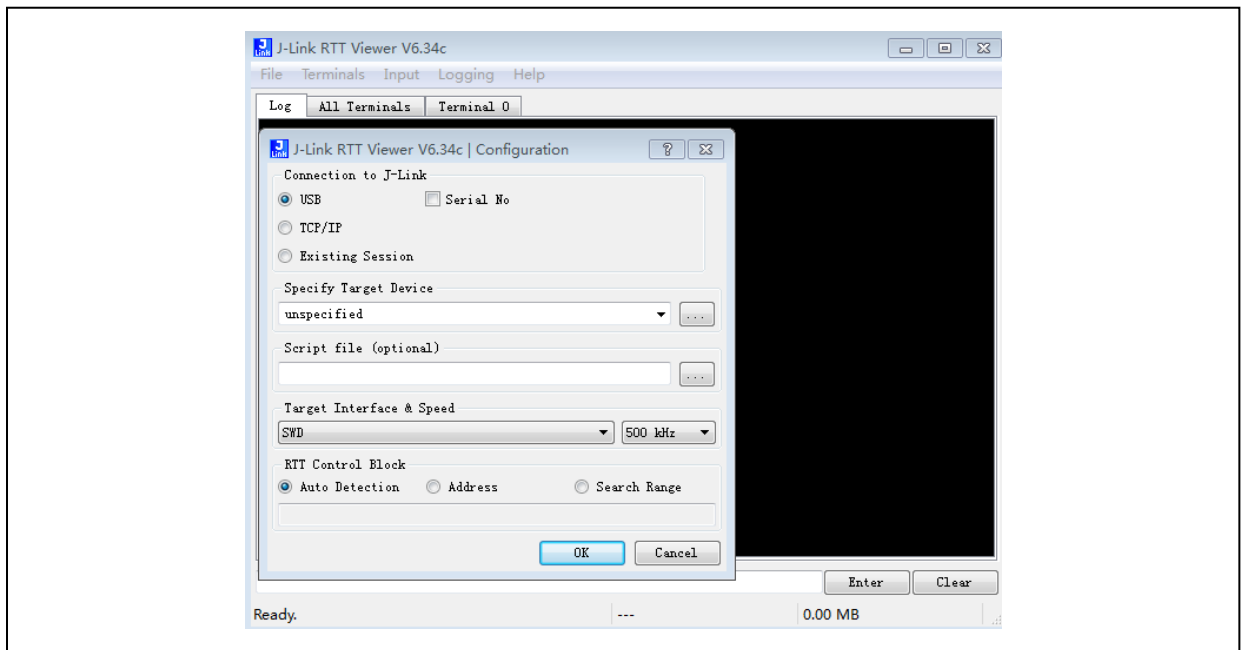 J-Link RTT Viewer V6.34c
File Terminals Input Logging Help
Log All Terminals Terminal 0
J-Link RTT Viewer V6.34c | Configuration
Connection to J-Link
USB Serial No
TCP/IP
Existing Session
Specify Target Device
unspecified ...
Script file (optional)
...
Target Interface & Speed
SWD 500 kHz
RTT Control Block
Auto Detection Address Search Range
OK Cancel
Enter Clear
Ready. --- 0.00 MB